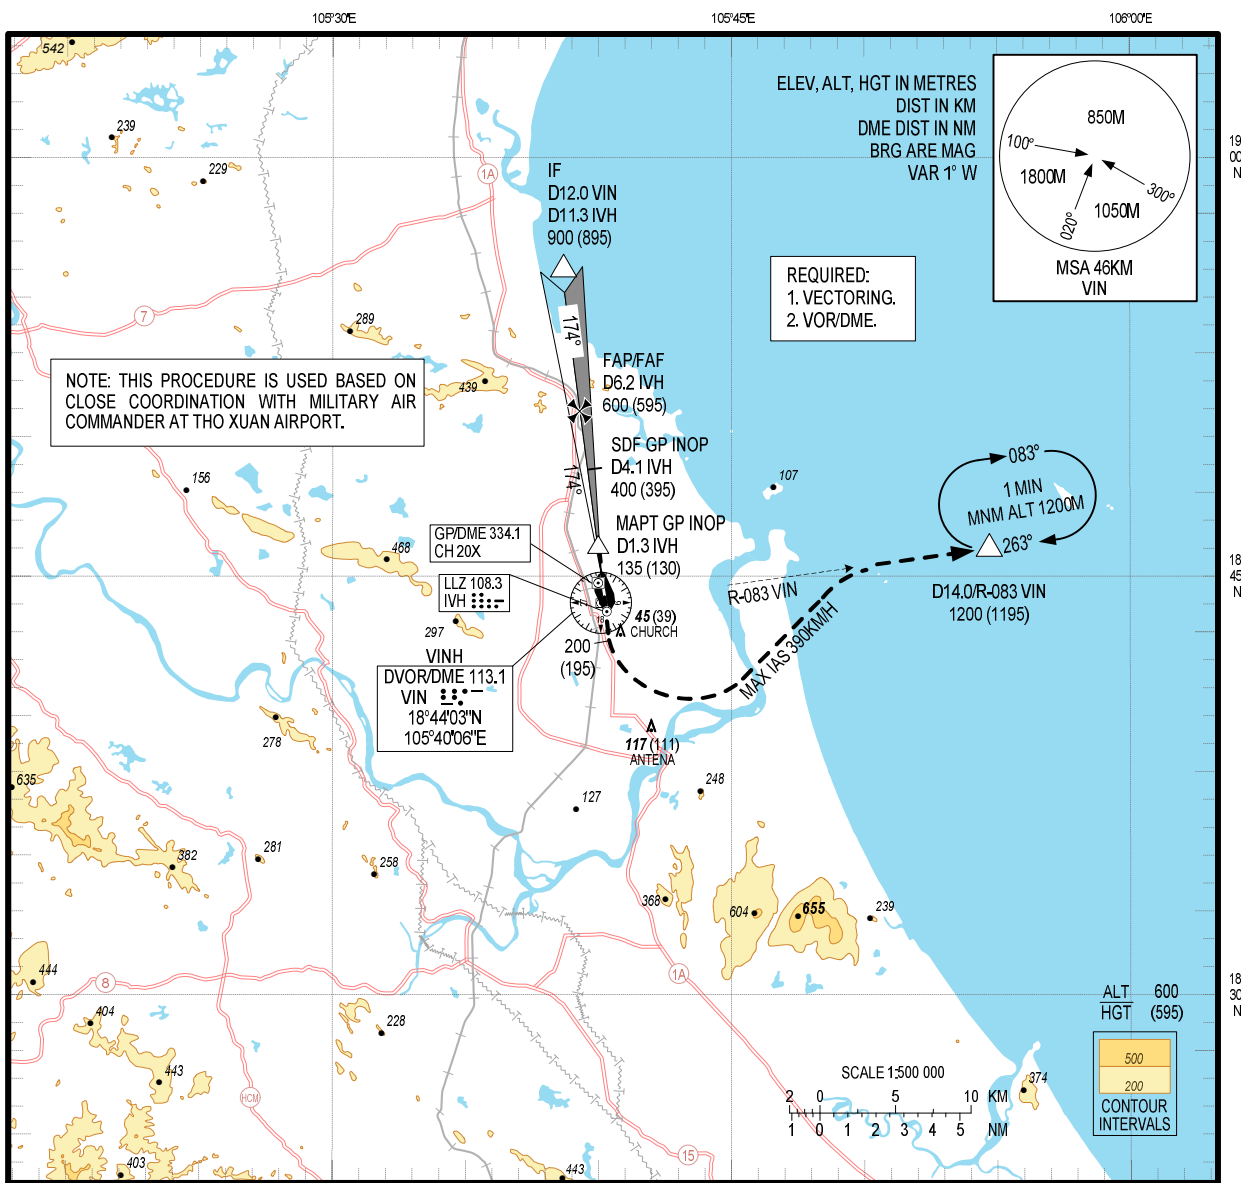 105°30'E
105°45'E
106°00'E
542
239
229
1A
7
289
439
ELEV, ALT, HGT IN METRES
DIST IN KM
DME DIST IN NM
BRG ARE MAG
VAR 1° W
850M
100°
1800M
300°
020°
1050M
MSA 46KM
VIN
19
00
N
IF
D12.0 VIN
D11.3 IVH
900 (895)
REQUIRED:
1. VECTORING.
2. VOR/DME.
174°
NOTE: THIS PROCEDURE IS USED BASED ON
CLOSE COORDINATION WITH MILITARY AIR
COMMANDER AT THO XUAN AIRPORT.
FAP/FAF
D6.2 IVH
600 (595)
SDF GP INOP
D4.1 IVH
400 (395)
174°
MAPT GP INOP
D1.3 IVH
135 (130)
156
468
107
083°
1 MIN
MNM ALT 1200M
263°
D14.0/R-083 VIN
1200 (1195)
18
45
N
GP/DME 334.1
CH 20X
LLZ 108.3
IVH
R-083 VIN
MAX IAS 390KM/H
18
45 (39)
CHURCH
200
(195)
297
VINH
DVOR/DME 113.1
VIN
18°44'03"N
105°40'06"E
117 (111)
ANTENA
278
635
248
127
382
281
258
368
604
655
239
444
8
1A
404
228
443
HCM
403
443
15
18
30
N
ALT 600
HGT (595)
500
200
CONTOUR
INTERVALS
374
SCALE 1:500 000
2 0 5 10 KM
1 0 1 2 3 4 5 NM